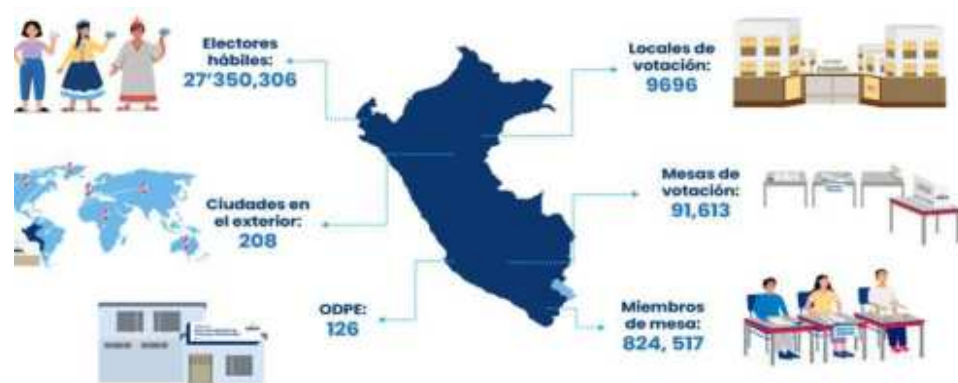 Electores
hábiles:
27'350,306
Locales de
votación:
9696
Ciudades en
el exterior:
208
Mesas de
votación:
91,613
ODPE:
126
Miembros
de mesa:
824, 517